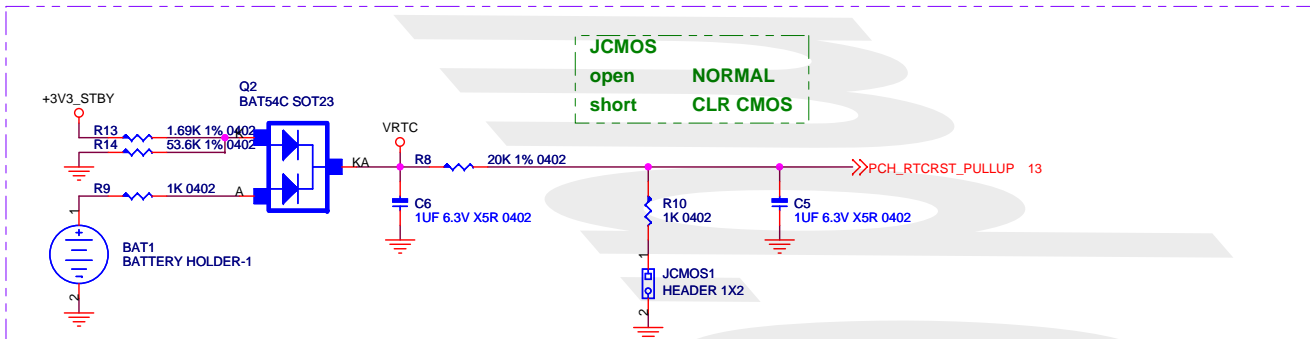 JCMOS
open NORMAL
short CLR CMOS
Q2
BAT54C SOT23
+3V3_STBY
VRTC
R13 1.69K 1% 0402
R14 53.6K 1% 0402
KA
R8 20K 1% 0402
PCH_RTCRST_PULLUP 13
R9 1K 0402 A
C6
1UF 6.3V X5R 0402
R10
1K 0402
C5
1UF 6.3V X5R 0402
1
+
BAT1
BATTERY HOLDER-1
-
2
1
JCMOS1
HEADER 1X2
2